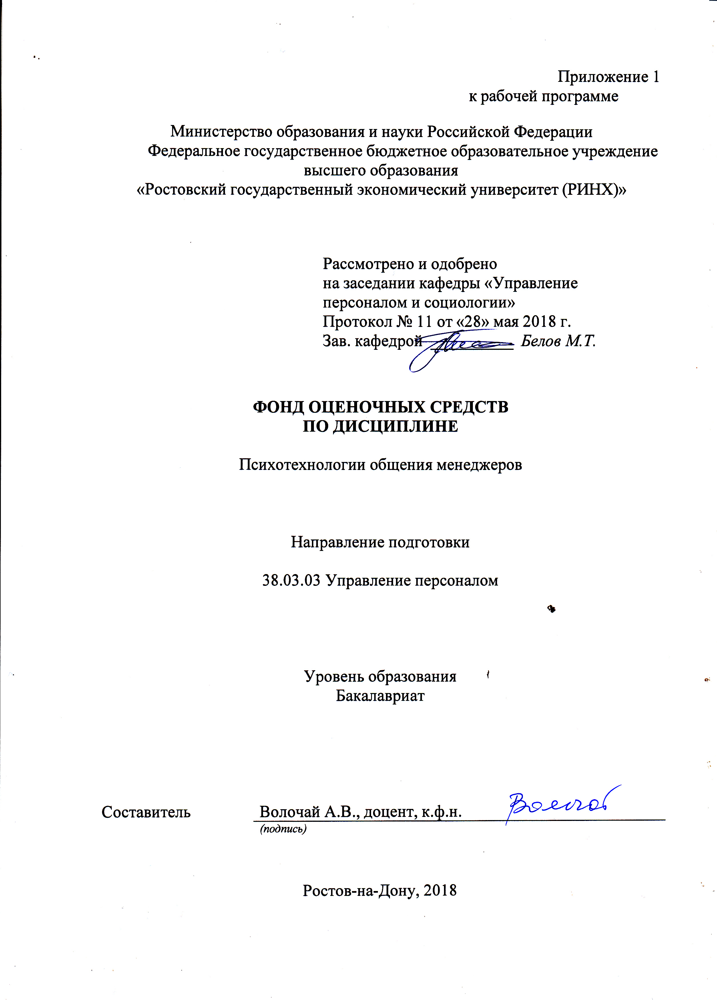 Приложение 1
к рабочей программе
Министерство образования и науки Российской Федерации
Федеральное государственное бюджетное образовательное учреждение
высшего образования
«Ростовский государственный экономический университет (РИНХ)»
Рассмотрено и одобрено
на заседании кафедры «Управление
персоналом и социологии»
Протокол № 11 от «28» мая 2018 г.
Зав. кафедрой Белов М.Т.
ФОНД ОЦЕНОЧНЫХ СРЕДСТВ
ПО ДИСЦИПЛИНЕ
Психотехнологии общения менеджеров
Направление подготовки
38.03.03 Управление персоналом
Уровень образования
Бакалавриат
Составитель Волочай А.В., доцент, к.ф.н.
(подпись)
Ростов-на-Дону, 2018